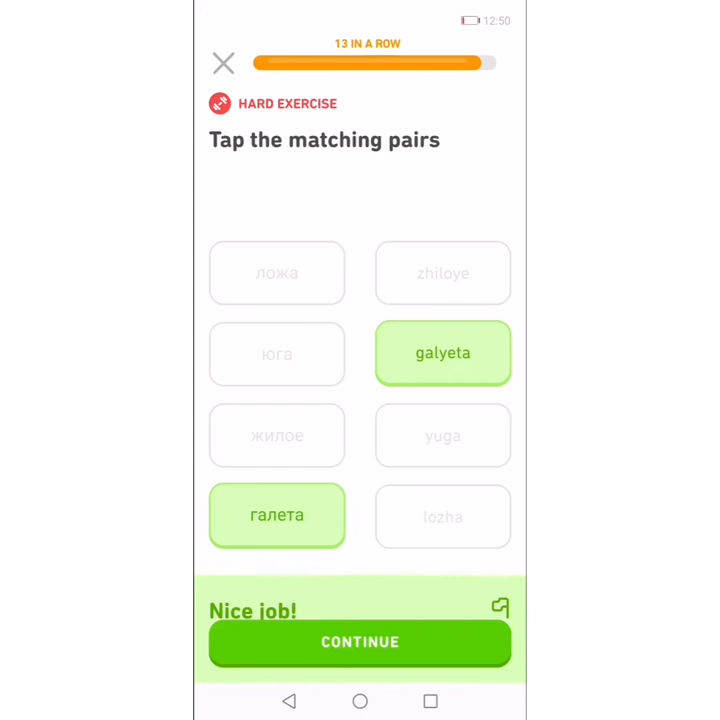 12:50
13 IN A ROW
HARD EXERCISE
Tap the matching pairs
ложа zhiloye
юга galyeta
жилое yuga
галета lozha
Nice job!
CONTINUE